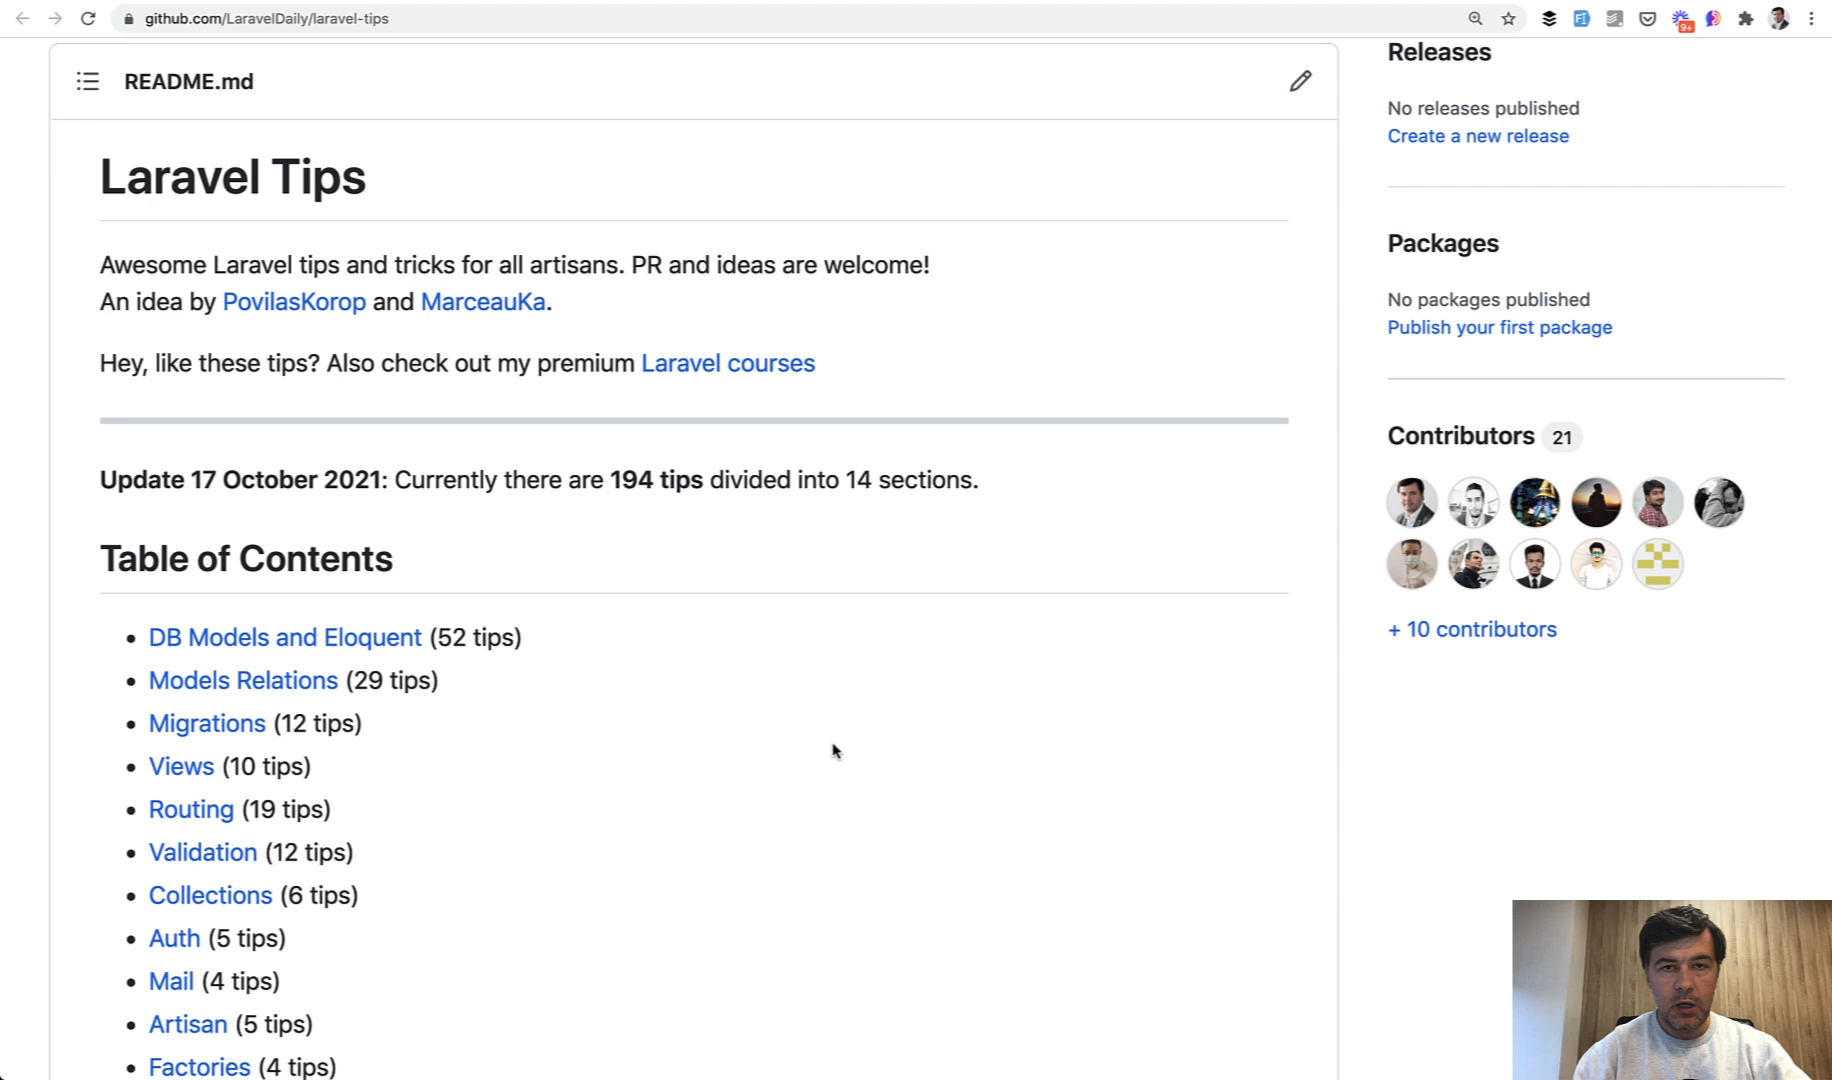 github.com/LaravelDaily/laravel-tips
9+
README.md
Laravel Tips
Awesome Laravel tips and tricks for all artisans. PR and ideas are welcome!
An idea by PovilasKorop and MarceauKa.
Hey, like these tips? Also check out my premium Laravel courses
Update 17 October 2021: Currently there are 194 tips divided into 14 sections.
Table of Contents
DB Models and Eloquent (52 tips)
Models Relations (29 tips)
Migrations (12 tips)
Views (10 tips)
Routing (19 tips)
Validation (12 tips)
Collections (6 tips)
Auth (5 tips)
Mail (4 tips)
Artisan (5 tips)
Factories (4 tips)
Releases
No releases published
Create a new release
Packages
No packages published
Publish your first package
Contributors 21
+ 10 contributors